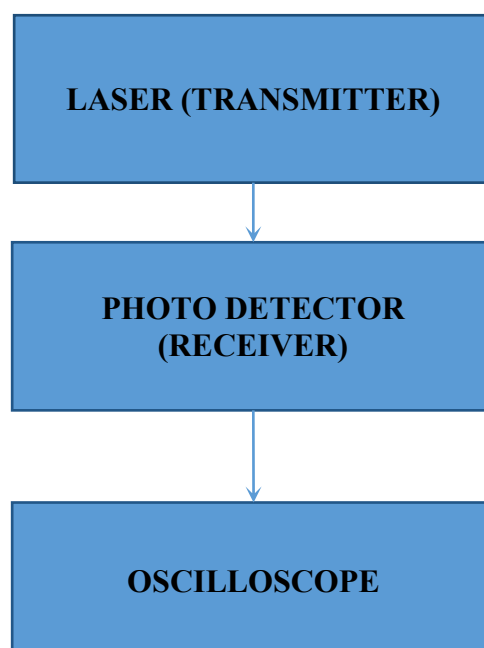 LASER (TRANSMITTER)
PHOTO DETECTOR
(RECEIVER)
OSCILLOSCOPE